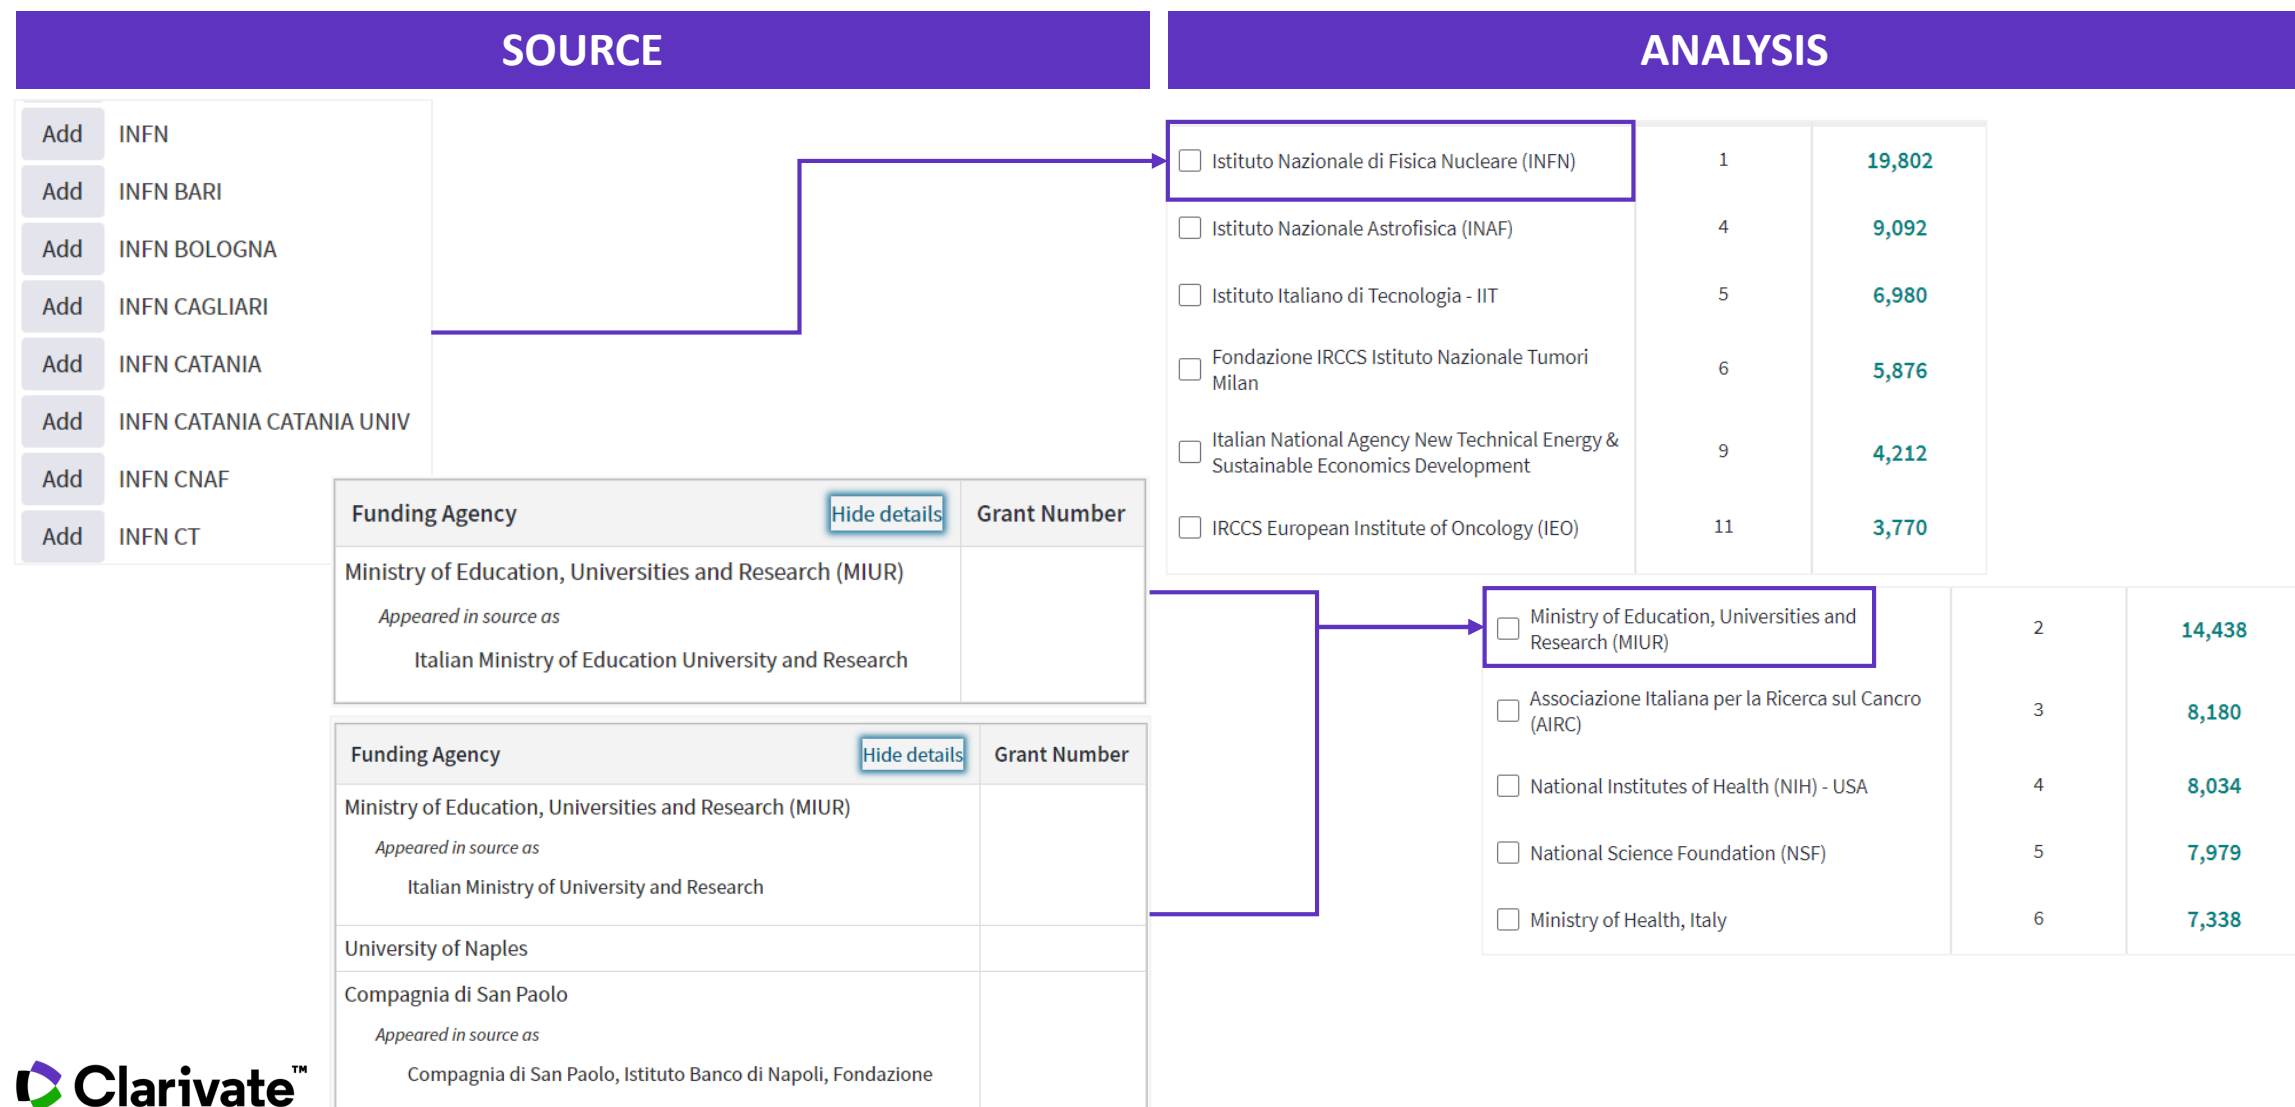 SOURCE
ANALYSIS
Add INFN
Add INFN BARI
Add INFN BOLOGNA
Add INFN CAGLIARI
Add INFN CATANIA
Add INFN CATANIA CATANIA UNIV
Add INFN CNAF
Add INFN CT
Funding Agency Hide details Grant Number
Ministry of Education, Universities and Research (MIUR)
Appeared in source as
Italian Ministry of Education University and Research
Funding Agency Hide details Grant Number
Ministry of Education, Universities and Research (MIUR)
Appeared in source as
Italian Ministry of University and Research
University of Naples
Compagnia di San Paolo
Appeared in source as
Compagnia di San Paolo, Istituto Banco di Napoli, Fondazione
Istituto Nazionale di Fisica Nucleare (INFN) 1 19,802
Istituto Nazionale Astrofisica (INAF) 4 9,092
Istituto Italiano di Tecnologia - IIT 5 6,980
Fondazione IRCCS Istituto Nazionale Tumori
Milan 6 5,876
Italian National Agency New Technical Energy &
Sustainable Economics Development 9 4,212
IRCCS European Institute of Oncology (IEO) 11 3,770
Ministry of Education, Universities and
Research (MIUR) 2 14,438
Associazione Italiana per la Ricerca sul Cancro
(AIRC) 3 8,180
National Institutes of Health (NIH) - USA 4 8,034
National Science Foundation (NSF) 5 7,979
Ministry of Health, Italy 6 7,338
Clarivate™